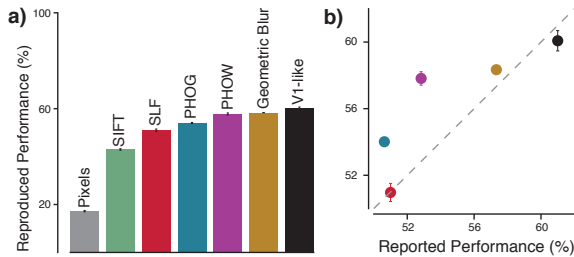 a)
Reproduced Performance (%)
100
60
20
Pixels
SIFT
SLF
PHOG
PHOW
Geometric Blur
V1-like
b)
60
56
52
52
56
60
Reported Performance (%)